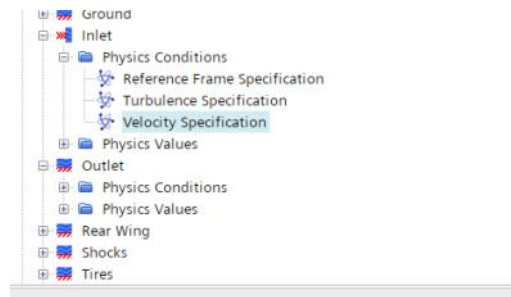 Ground
Inlet
Physics Conditions
Reference Frame Specification
Turbulence Specification
Velocity Specification
Physics Values
Outlet
Physics Conditions
Physics Values
Rear Wing
Shocks
Tires